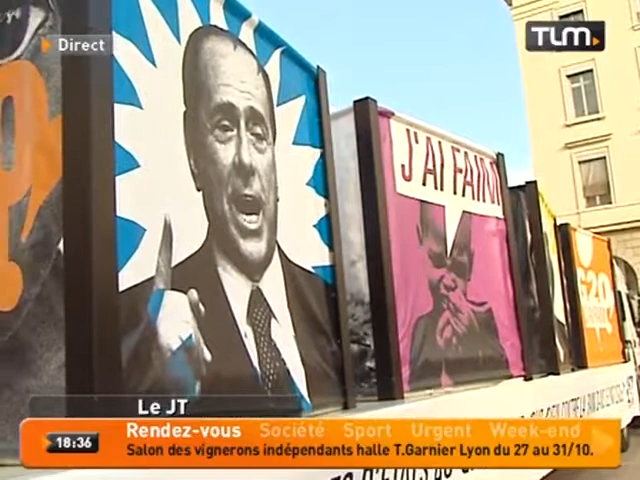 Direct
TLM
J'AI FAIM
G20
Le JT
Rendez-vous Société Sport Urgent Week-end
18:36
Salon des vignerons indépendants halle T.Garnier Lyon du 27 au 31/10.